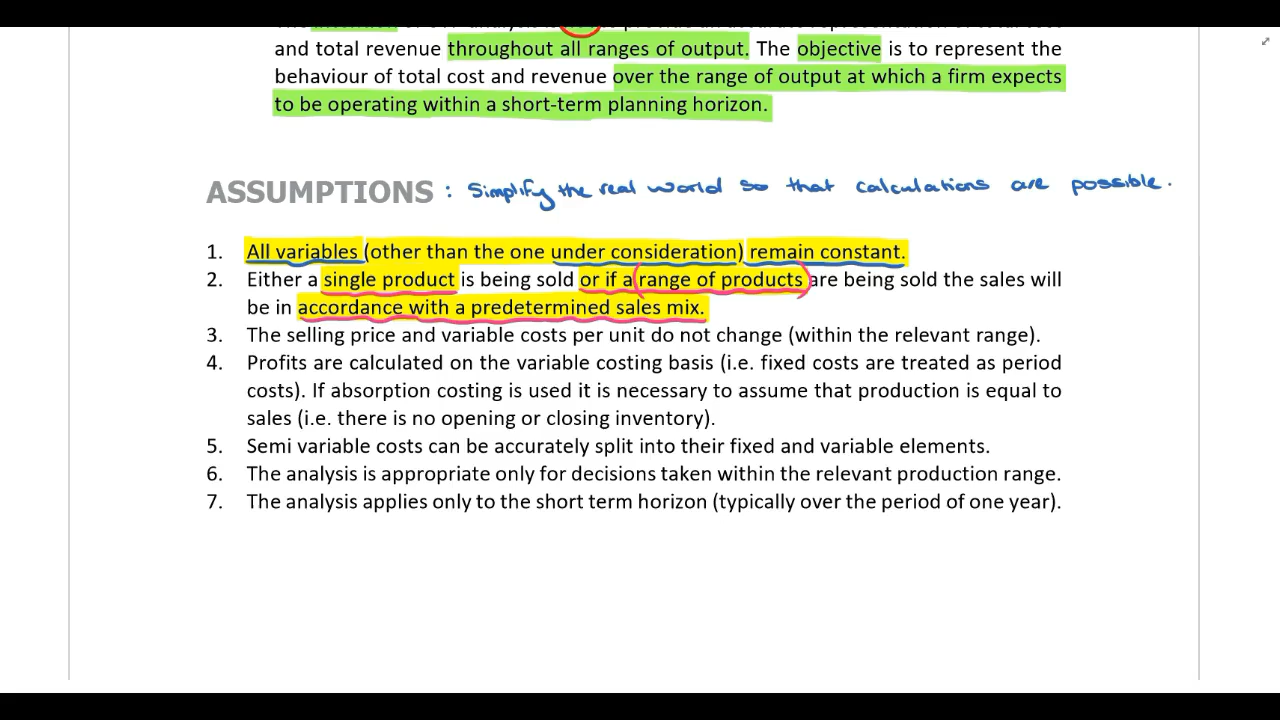 and total revenue throughout all ranges of output. The objective is to represent the
behaviour of total cost and revenue over the range of output at which a firm expects
to be operating within a short-term planning horizon.
ASSUMPTIONS : Simplify the real world so that calculations are possible.
1. All variables (other than the one under consideration) remain constant.
2. Either a single product is being sold or if a range of products are being sold the sales will
be in accordance with a predetermined sales mix.
3. The selling price and variable costs per unit do not change (within the relevant range).
4. Profits are calculated on the variable costing basis (i.e. fixed costs are treated as period
costs). If absorption costing is used it is necessary to assume that production is equal to
sales (i.e. there is no opening or closing inventory).
5. Semi variable costs can be accurately split into their fixed and variable elements.
6. The analysis is appropriate only for decisions taken within the relevant production range.
7. The analysis applies only to the short term horizon (typically over the period of one year).